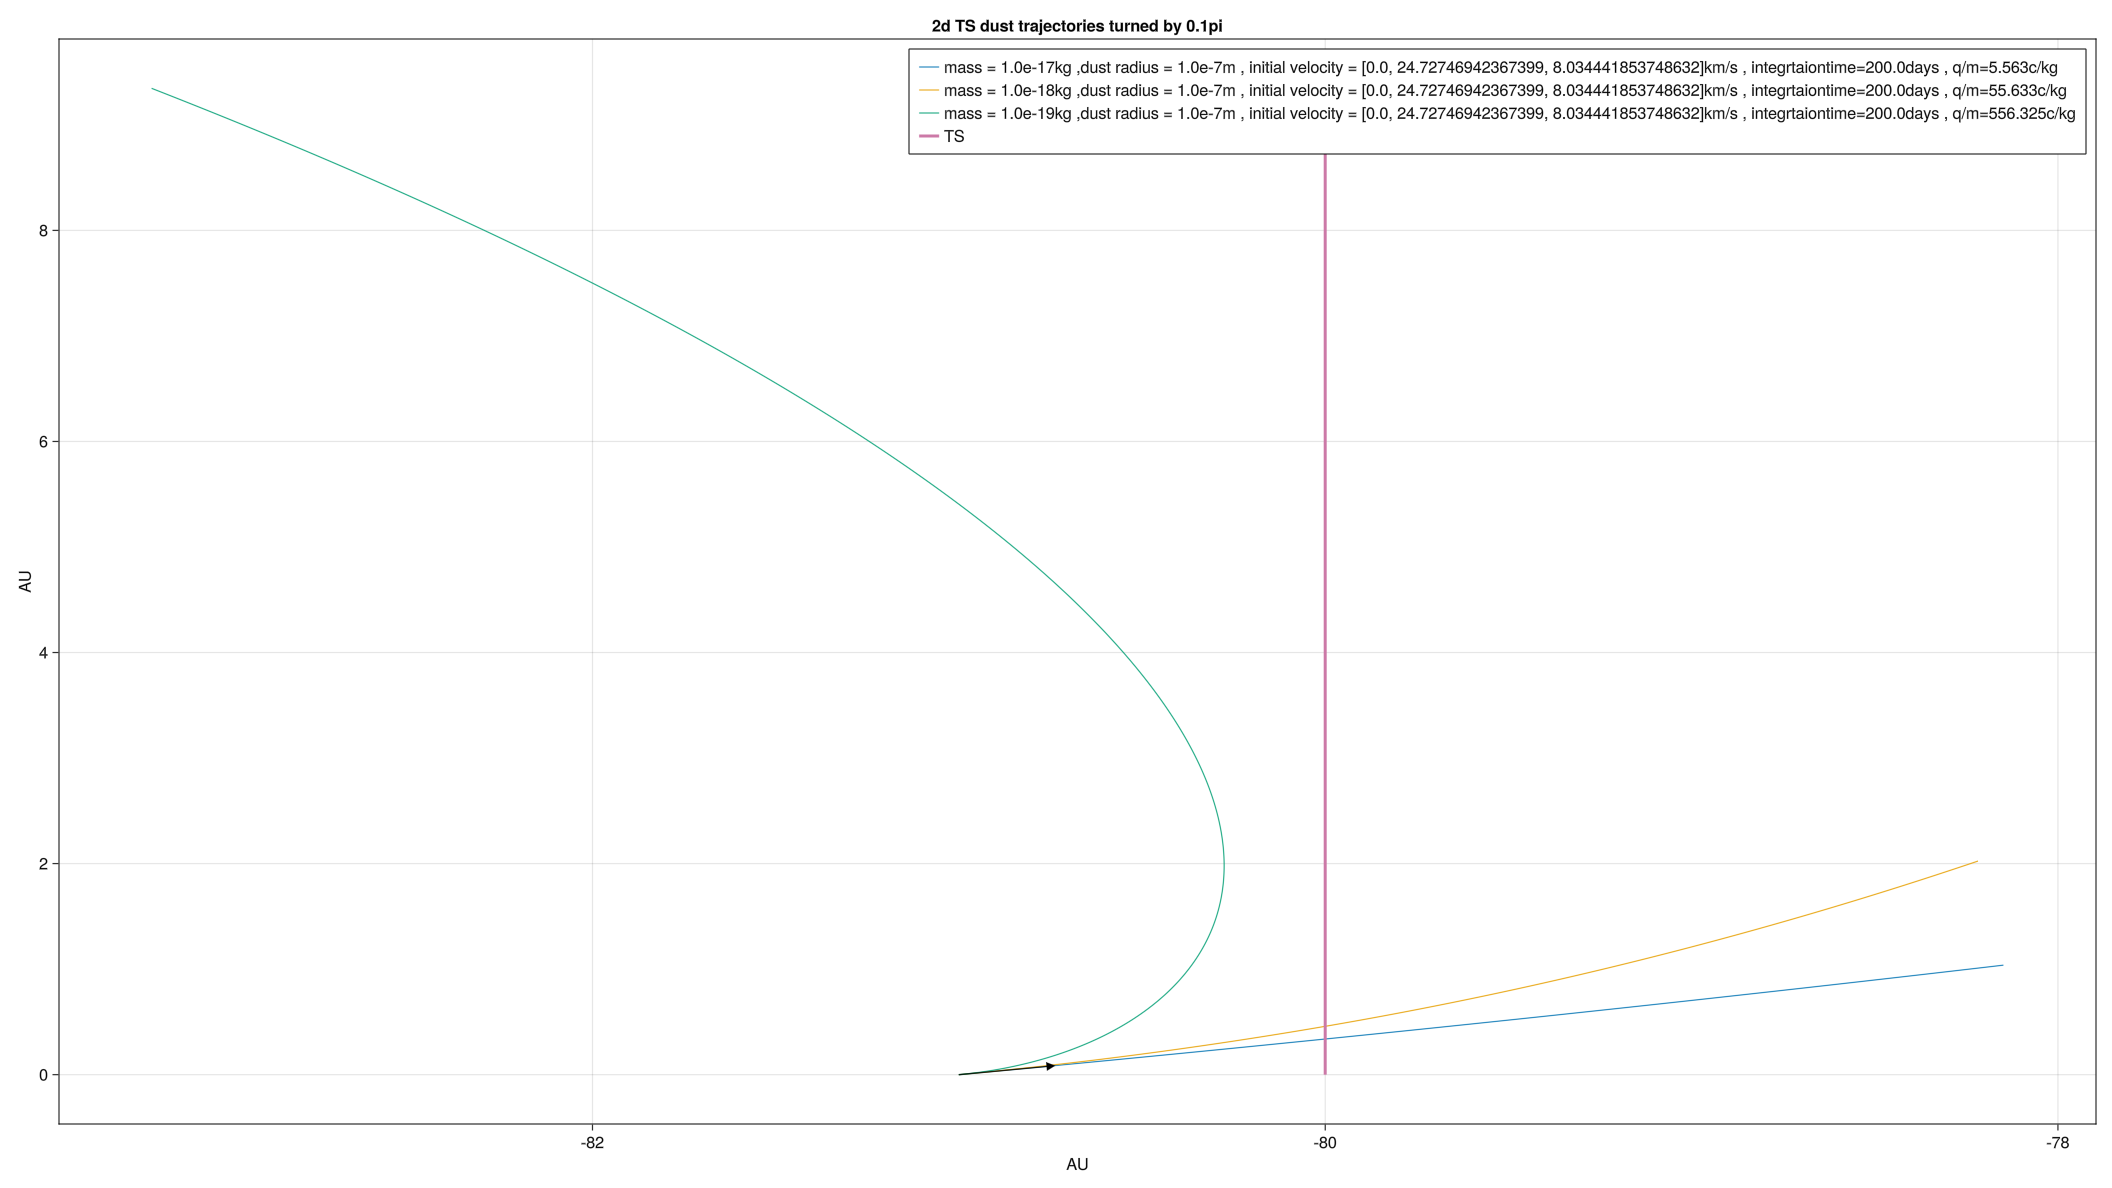 2d TS dust trajectories turned by 0.1pi
mass = 1.0e-17kg ,dust radius = 1.0e-7m , initial velocity = [0.0, 24.72746942367399, 8.034441853748632]km/s , integrtaiontime=200.0days , q/m=5.563c/kg
mass = 1.0e-18kg ,dust radius = 1.0e-7m , initial velocity = [0.0, 24.72746942367399, 8.034441853748632]km/s , integrtaiontime=200.0days , q/m=55.633c/kg
mass = 1.0e-19kg ,dust radius = 1.0e-7m , initial velocity = [0.0, 24.72746942367399, 8.034441853748632]km/s , integrtaiontime=200.0days , q/m=556.325c/kg
TS
8
6
4
2
0
AU
-82
-80
-78
AU